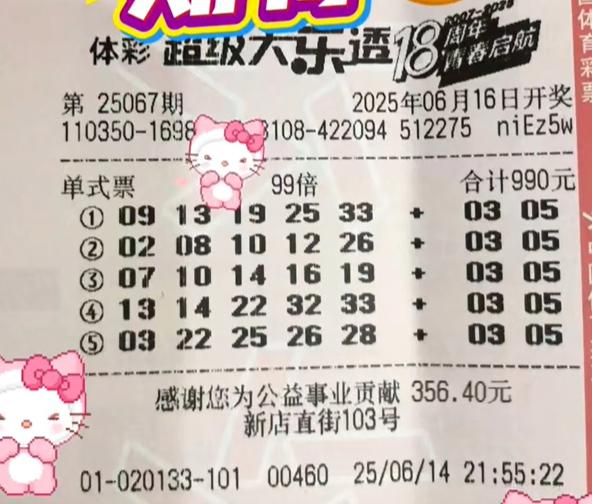 体彩 超级大乐透 18周年 2007-2025 青春启航
第 25067期 2025年06月16日开奖
110350-1698 3108-422094 512275 niEz5w
单式票 99倍 合计990元
① 09 13 19 25 33 + 03 05
② 02 08 10 12 26 + 03 05
③ 07 10 14 16 19 + 03 05
④ 13 14 22 32 33 + 03 05
⑤ 03 22 25 26 28 + 03 05
感谢您为公益事业贡献 356.40元
新店直街103号
01-020133-101 00460 25/06/14 21:55:22
国体育彩票